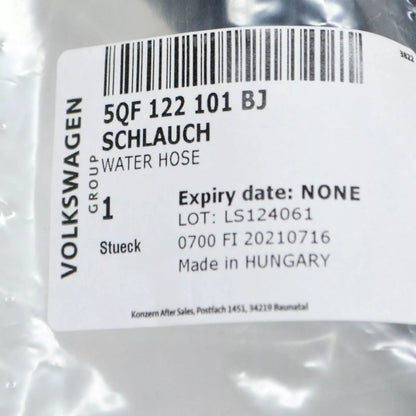 3822
VOLKSWAGEN
GROUP
5QF 122 101 BJ
SCHLAUCH
WATER HOSE
1
Stueck
Expiry date: NONE
LOT: LS124061
0700 FI 20210716
Made in HUNGARY
Konzern After Sales, Postfach 1451, 34219 Baunatal